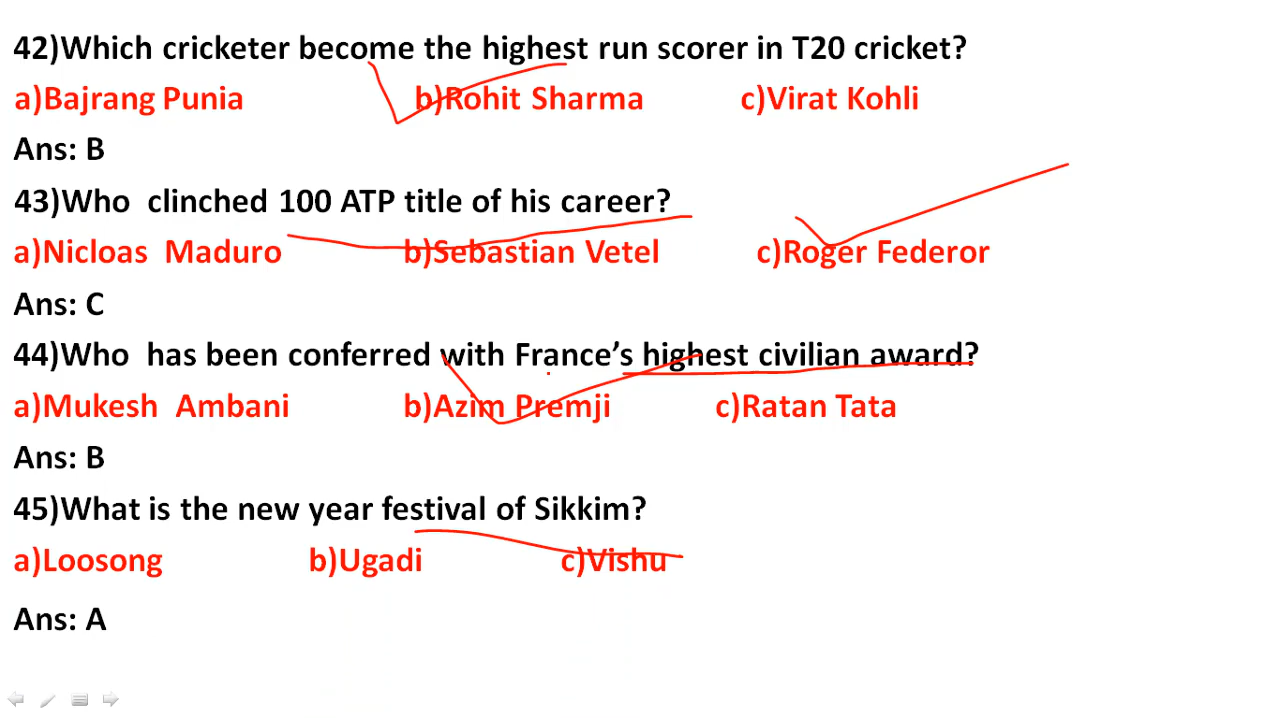 42)Which cricketer become the highest run scorer in T20 cricket?
a)Bajrang Punia b)Rohit Sharma c)Virat Kohli
Ans: B
43)Who clinched 100 ATP title of his career?
a)Nicloas Maduro b)Sebastian Vetel c)Roger Federor
Ans: C
44)Who has been conferred with France’s highest civilian award?
a)Mukesh Ambani b)Azim Premji c)Ratan Tata
Ans: B
45)What is the new year festival of Sikkim?
a)Loosong b)Ugadi c)Vishu
Ans: A